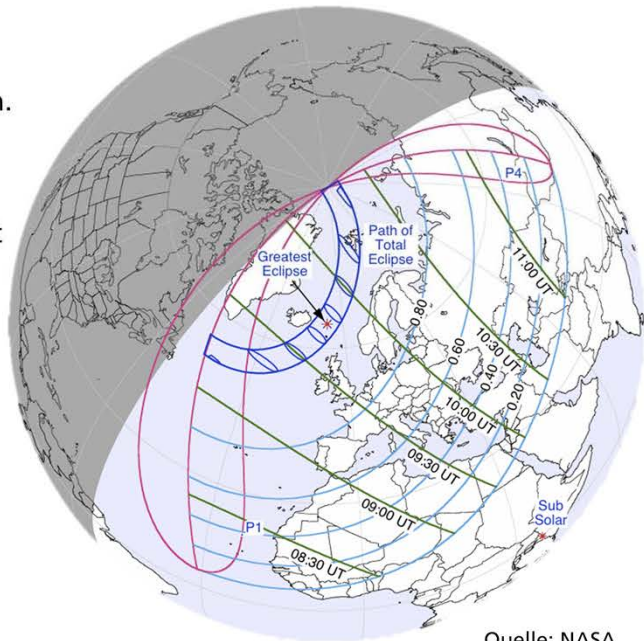 n.
t
P4
Path of
Total
Eclipse
Greatest
Eclipse
11:00 UT
0.80
10:30 UT
0.60
0.40
0.20
10:00 UT
09:30 UT
09:00 UT
Sub
Solar
P1
08:30 UT
Quelle: NASA